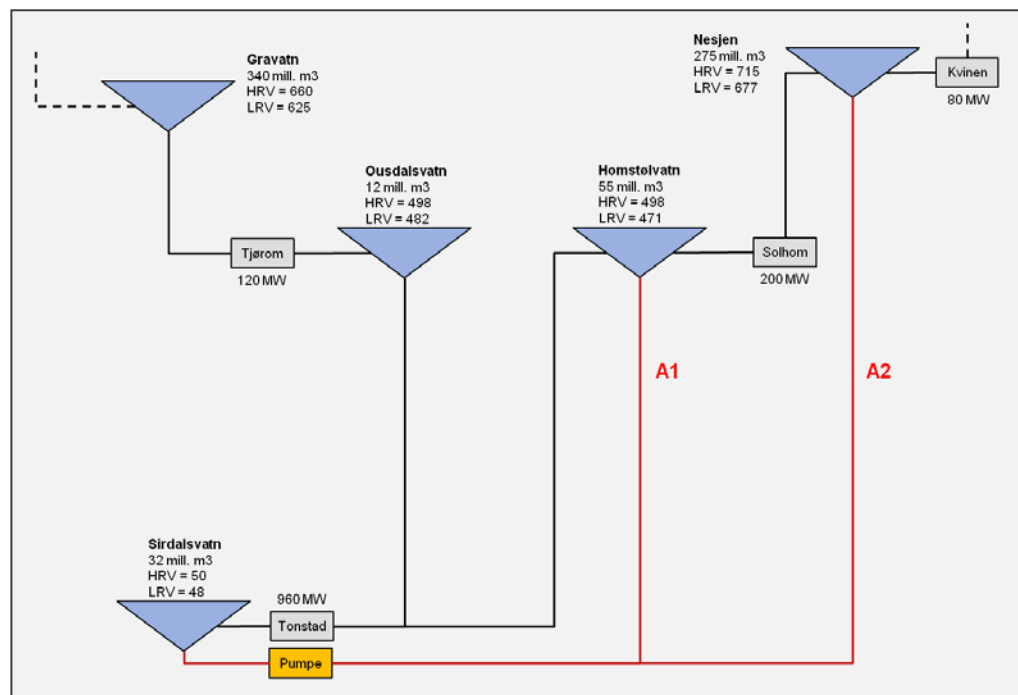 Gravatn
340 mill. m3
HRV = 660
LRV = 625
Nesjen
275 mill. m3
HRV = 715
LRV = 677
Kvinen
80 MW
Ousdalsvatn
12 mill. m3
HRV = 498
LRV = 482
Homstølvatn
55 mill. m3
HRV = 498
LRV = 471
Tjørom
120 MW
Solhom
200 MW
A1
A2
Sirdalsvatn
32 mill. m3
HRV = 50
LRV = 48
960 MW
Tonstad
Pumpe